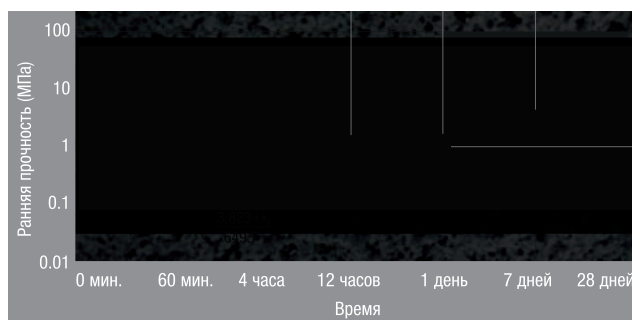 100
10
1
0.1
0.01
Ранняя прочность (МПа)
0 мин. 60 мин. 4 часа 12 часов 1 день 7 дней 28 дней
Время